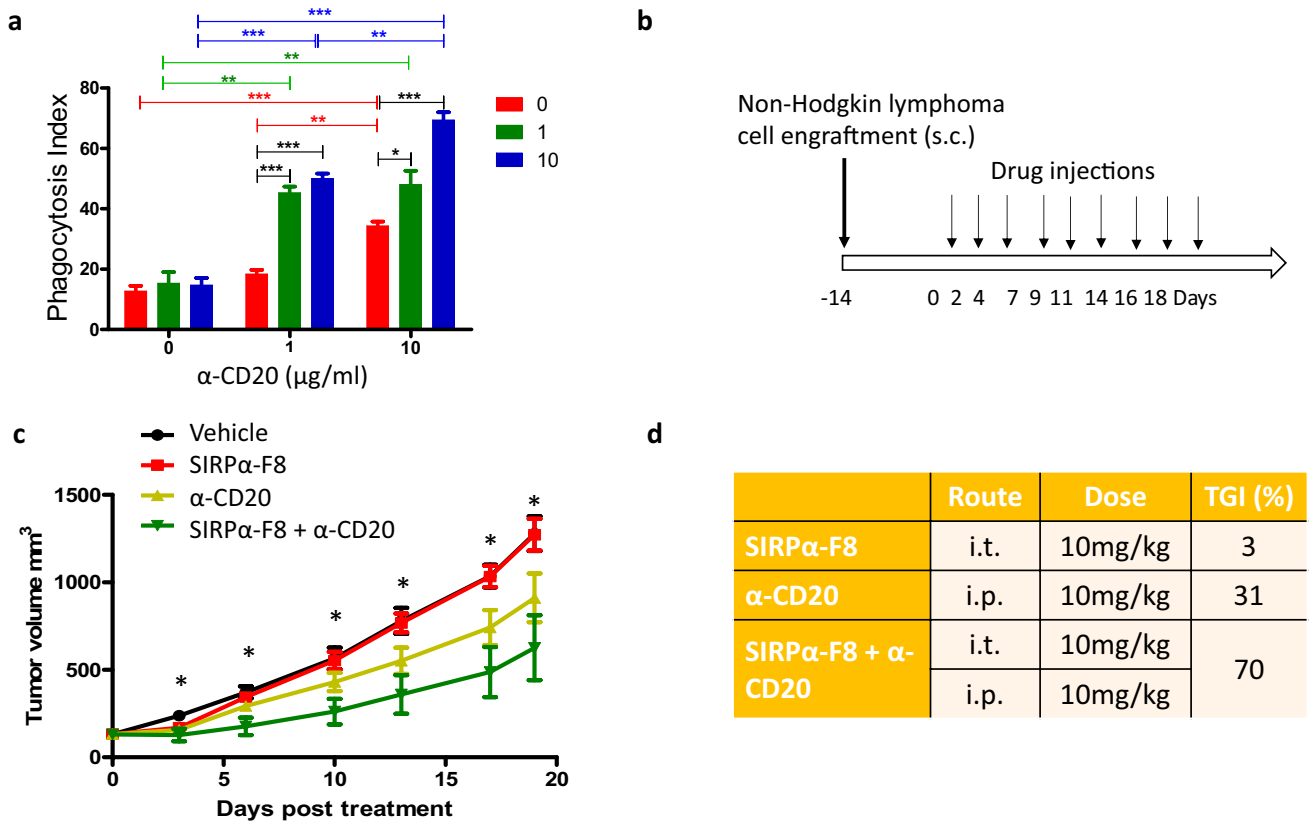 a
***
***
**
**
**
***
***
**
***
***
*
80
60
40
20
0
Phagocytosis Index
0
1
10
0
1
10
α-CD20 (μg/ml)
b
Non-Hodgkin lymphoma
cell engraftment (s.c.)
Drug injections
-14
0 2 4 7 9 11 14 16 18 Days
c
Vehicle
SIRPα-F8
α-CD20
SIRPα-F8 + α-CD20
1500
1000
500
0
Tumor volume mm³
*
*
*
*
*
*
0 5 10 15 20
Days post treatment
d
Route Dose TGI (%)
SIRPα-F8 i.t. 10mg/kg 3
α-CD20 i.p. 10mg/kg 31
SIRPα-F8 + α-
CD20
i.t. 10mg/kg
70
i.p. 10mg/kg